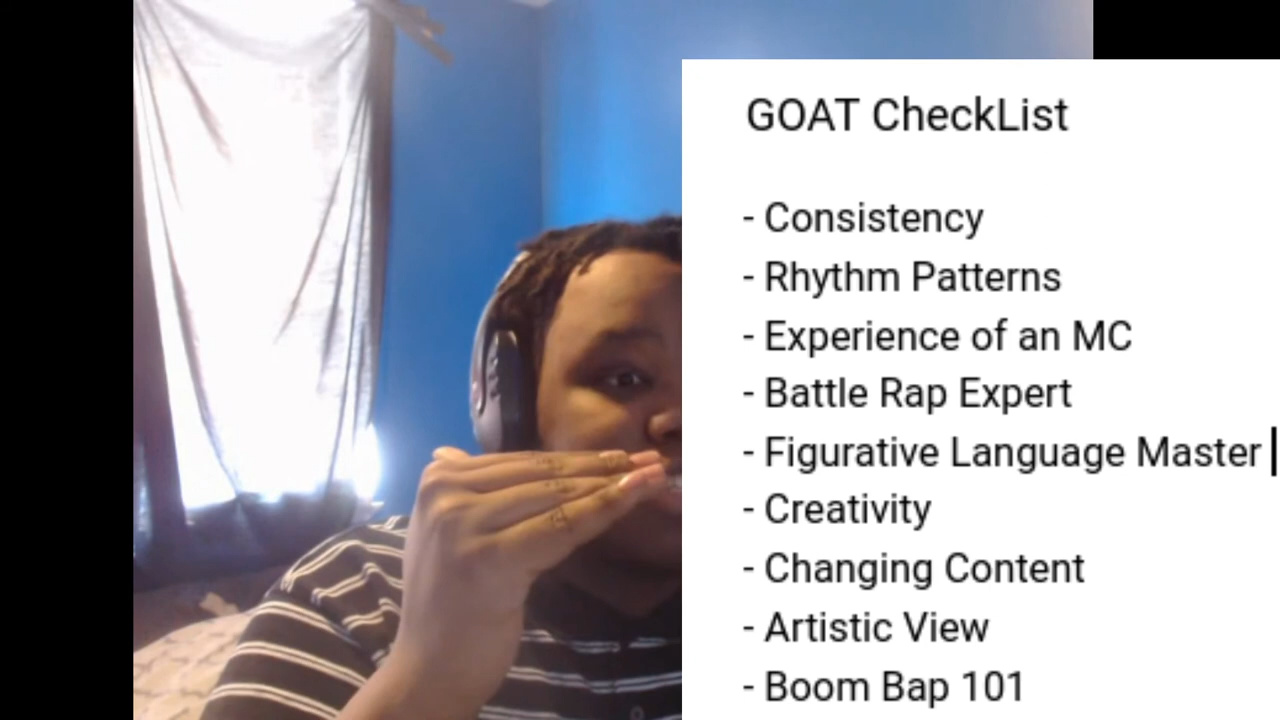 GOAT CheckList
- Consistency
- Rhythm Patterns
- Experience of an MC
- Battle Rap Expert
- Figurative Language Master
- Creativity
- Changing Content
- Artistic View
- Boom Bap 101